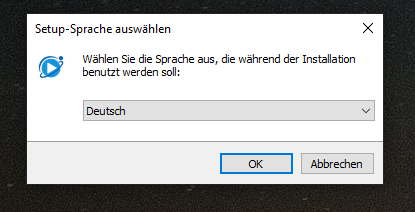 Setup-Sprache auswählen
Wählen Sie die Sprache aus, die während der Installation
benutzt werden soll:
Deutsch
OK
Abbrechen